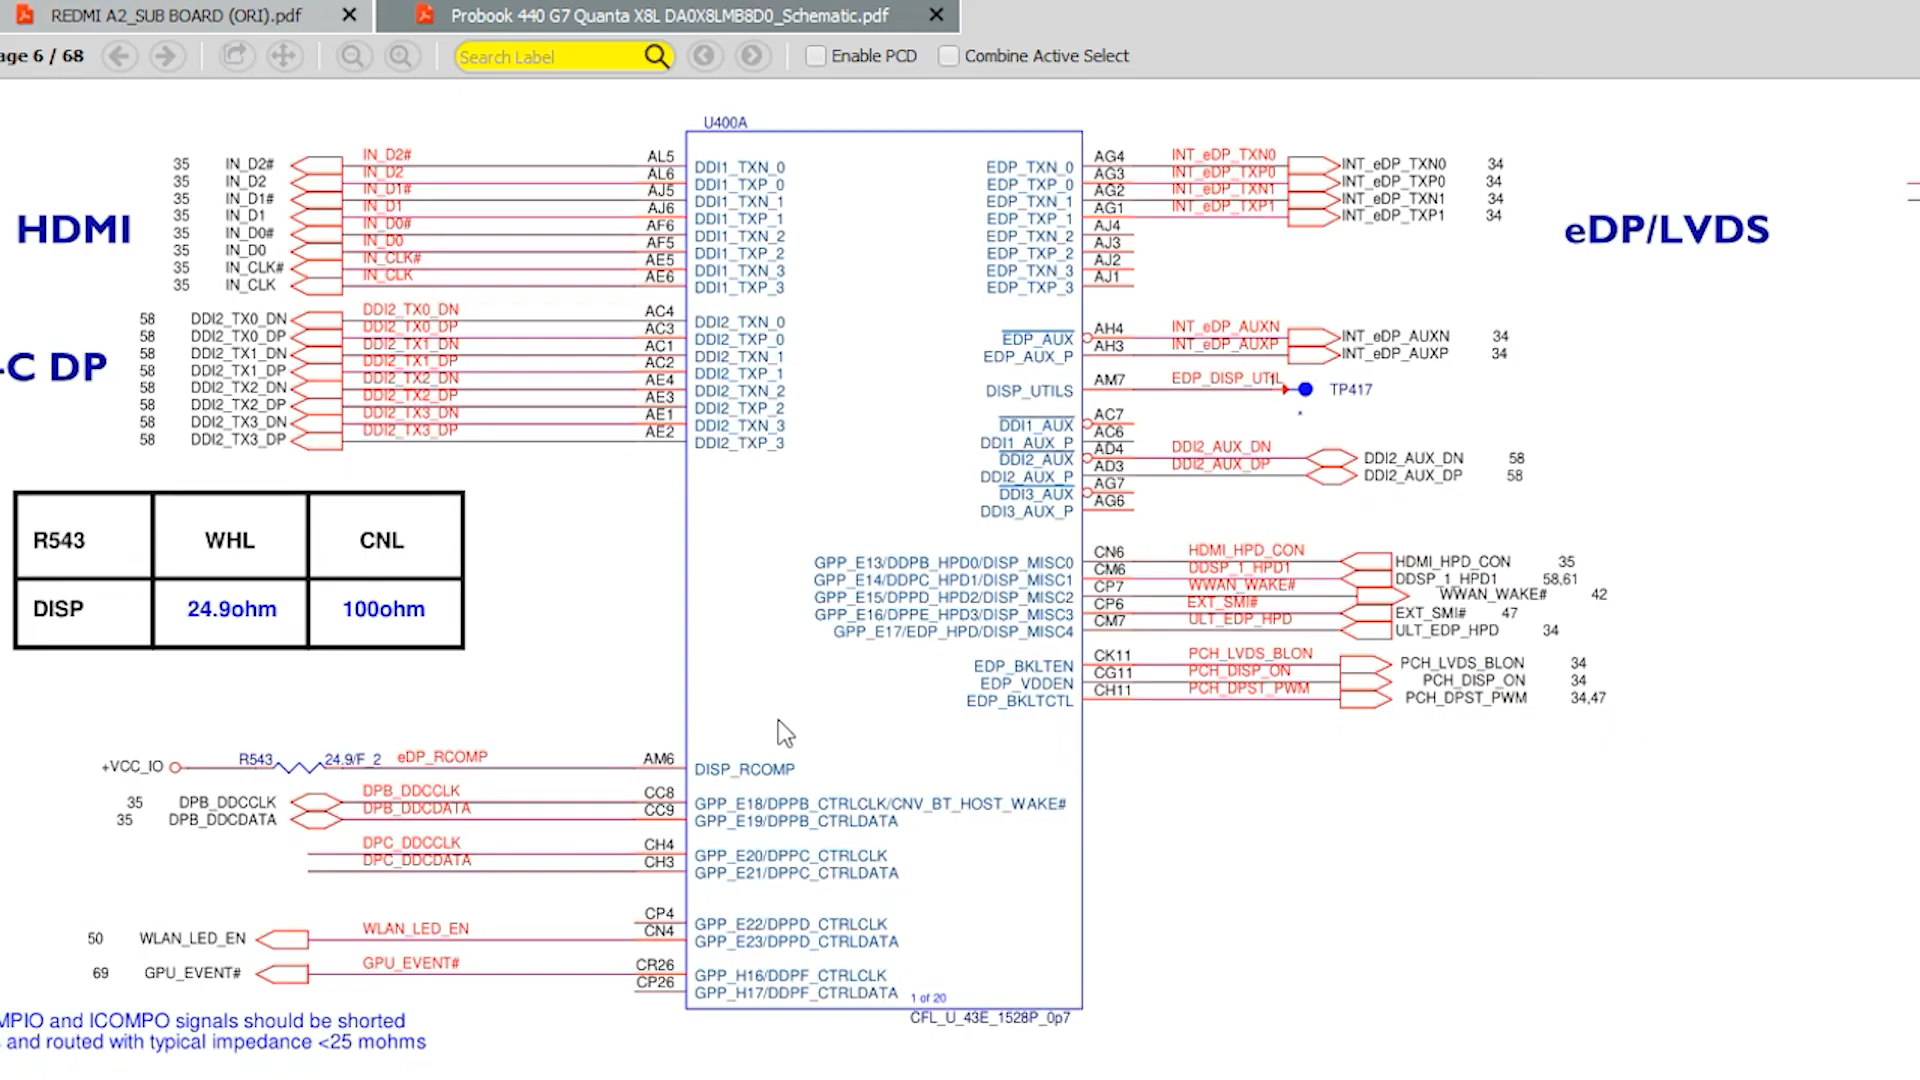 REDMI A2_SUB BOARD (ORI).pdf
Probook 440 G7 Quanta X8L DA0X8LMB8D0_Schematic.pdf
age 6 / 68
Search Label
Enable PCD
Combine Active Select
U400A
HDMI
35 IN_D2# IN_D2# AL5 DDI1_TXN_0
35 IN_D2 IN_D2 AL6 DDI1_TXP_0
35 IN_D1# IN_D1# AJ5 DDI1_TXN_1
35 IN_D1 IN_D1 AJ6 DDI1_TXP_1
35 IN_D0# IN_D0# AF6 DDI1_TXN_2
35 IN_D0 IN_D0 AF5 DDI1_TXP_2
35 IN_CLK# IN_CLK# AE5 DDI1_TXN_3
35 IN_CLK IN_CLK AE6 DDI1_TXP_3
-C DP
58 DDI2_TX0_DN DDI2_TX0_DN AC4 DDI2_TXN_0
58 DDI2_TX0_DP DDI2_TX0_DP AC3 DDI2_TXP_0
58 DDI2_TX1_DN DDI2_TX1_DN AC1 DDI2_TXN_1
58 DDI2_TX1_DP DDI2_TX1_DP AC2 DDI2_TXP_1
58 DDI2_TX2_DN DDI2_TX2_DN AE4 DDI2_TXN_2
58 DDI2_TX2_DP DDI2_TX2_DP AE3 DDI2_TXP_2
58 DDI2_TX3_DN DDI2_TX3_DN AE1 DDI2_TXN_3
58 DDI2_TX3_DP DDI2_TX3_DP AE2 DDI2_TXP_3
R543 WHL CNL
DISP 24.9ohm 100ohm
+VCC_IO R543 24.9/F_2 eDP_RCOMP AM6 DISP_RCOMP
35 DPB_DDCCLK DPB_DDCCLK CC8 GPP_E18/DPPB_CTRLCLK/CNV_BT_HOST_WAKE#
35 DPB_DDCDATA DPB_DDCDATA CC9 GPP_E19/DPPB_CTRLDATA
DPC_DDCCLK CH4 GPP_E20/DPPC_CTRLCLK
DPC_DDCDATA CH3 GPP_E21/DPPC_CTRLDATA
CP4 GPP_E22/DPPD_CTRLCLK
50 WLAN_LED_EN WLAN_LED_EN CN4 GPP_E23/DPPD_CTRLDATA
69 GPU_EVENT# GPU_EVENT# CR26 GPP_H16/DDPF_CTRLCLK
CP26 GPP_H17/DDPF_CTRLDATA
1 of 20
CFL_U_43E_1528P_0p7
MPIO and ICOMPO signals should be shorted
and routed with typical impedance <25 mohms
EDP_TXN_0 AG4 INT_eDP_TXN0 INT_eDP_TXN0 34
EDP_TXP_0 AG3 INT_eDP_TXP0 INT_eDP_TXP0 34
EDP_TXN_1 AG2 INT_eDP_TXN1 INT_eDP_TXN1 34
EDP_TXP_1 AG1 INT_eDP_TXP1 INT_eDP_TXP1 34
EDP_TXN_2 AJ4
EDP_TXP_2 AJ3
EDP_TXN_3 AJ2
EDP_TXP_3 AJ1
eDP/LVDS
EDP_AUX AH4 INT_eDP_AUXN INT_eDP_AUXN 34
EDP_AUX_P AH3 INT_eDP_AUXP INT_eDP_AUXP 34
DISP_UTILS AM7 EDP_DISP_UTIL TP417
DDI1_AUX AC7
DDI1_AUX_P AC6
DDI2_AUX AD4 DDI2_AUX_DN DDI2_AUX_DN 58
DDI2_AUX_P AD3 DDI2_AUX_DP DDI2_AUX_DP 58
DDI3_AUX AG7
DDI3_AUX_P AG6
GPP_E13/DDPB_HPD0/DISP_MISC0 CN6 HDMI_HPD_CON HDMI_HPD_CON 35
GPP_E14/DDPC_HPD1/DISP_MISC1 CM6 DDSP_1_HPD1 DDSP_1_HPD1 58,61
GPP_E15/DPPD_HPD2/DISP_MISC2 CP7 WWAN_WAKE# WWAN_WAKE# 42
GPP_E16/DPPE_HPD3/DISP_MISC3 CP6 EXT_SMI# EXT_SMI# 47
GPP_E17/EDP_HPD/DISP_MISC4 CM7 ULT_EDP_HPD ULT_EDP_HPD 34
EDP_BKLTEN CK11 PCH_LVDS_BLON PCH_LVDS_BLON 34
EDP_VDDEN CG11 PCH_DISP_ON PCH_DISP_ON 34
EDP_BKLTCTL CH11 PCH_DPST_PWM PCH_DPST_PWM 34,47